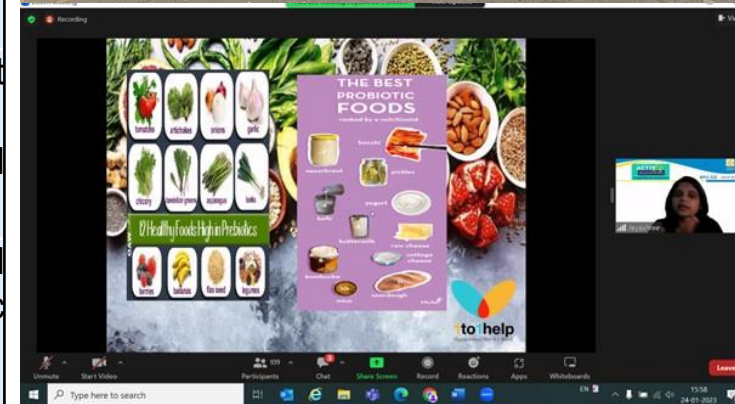 Recording
tomatoes artichokes onions garlic
chicory dandelion greens asparagus leeks
12 Healthy Foods High in Prebiotics
berries bananas flax seed legumes
THE BEST
PROBIOTIC
FOODS
ranked by a nutritionist
kimchi
sauerkraut
pickles
kefir
yogurt
buttermilk
raw cheese
kombucha
cottage
cheese
miso
sourdough
1to1help
Jayashree
Unmute Start Video Participants 109 Chat Share Screen Record Reactions Apps Whiteboards Leave
Type here to search
EN
15:58
24-01-2023